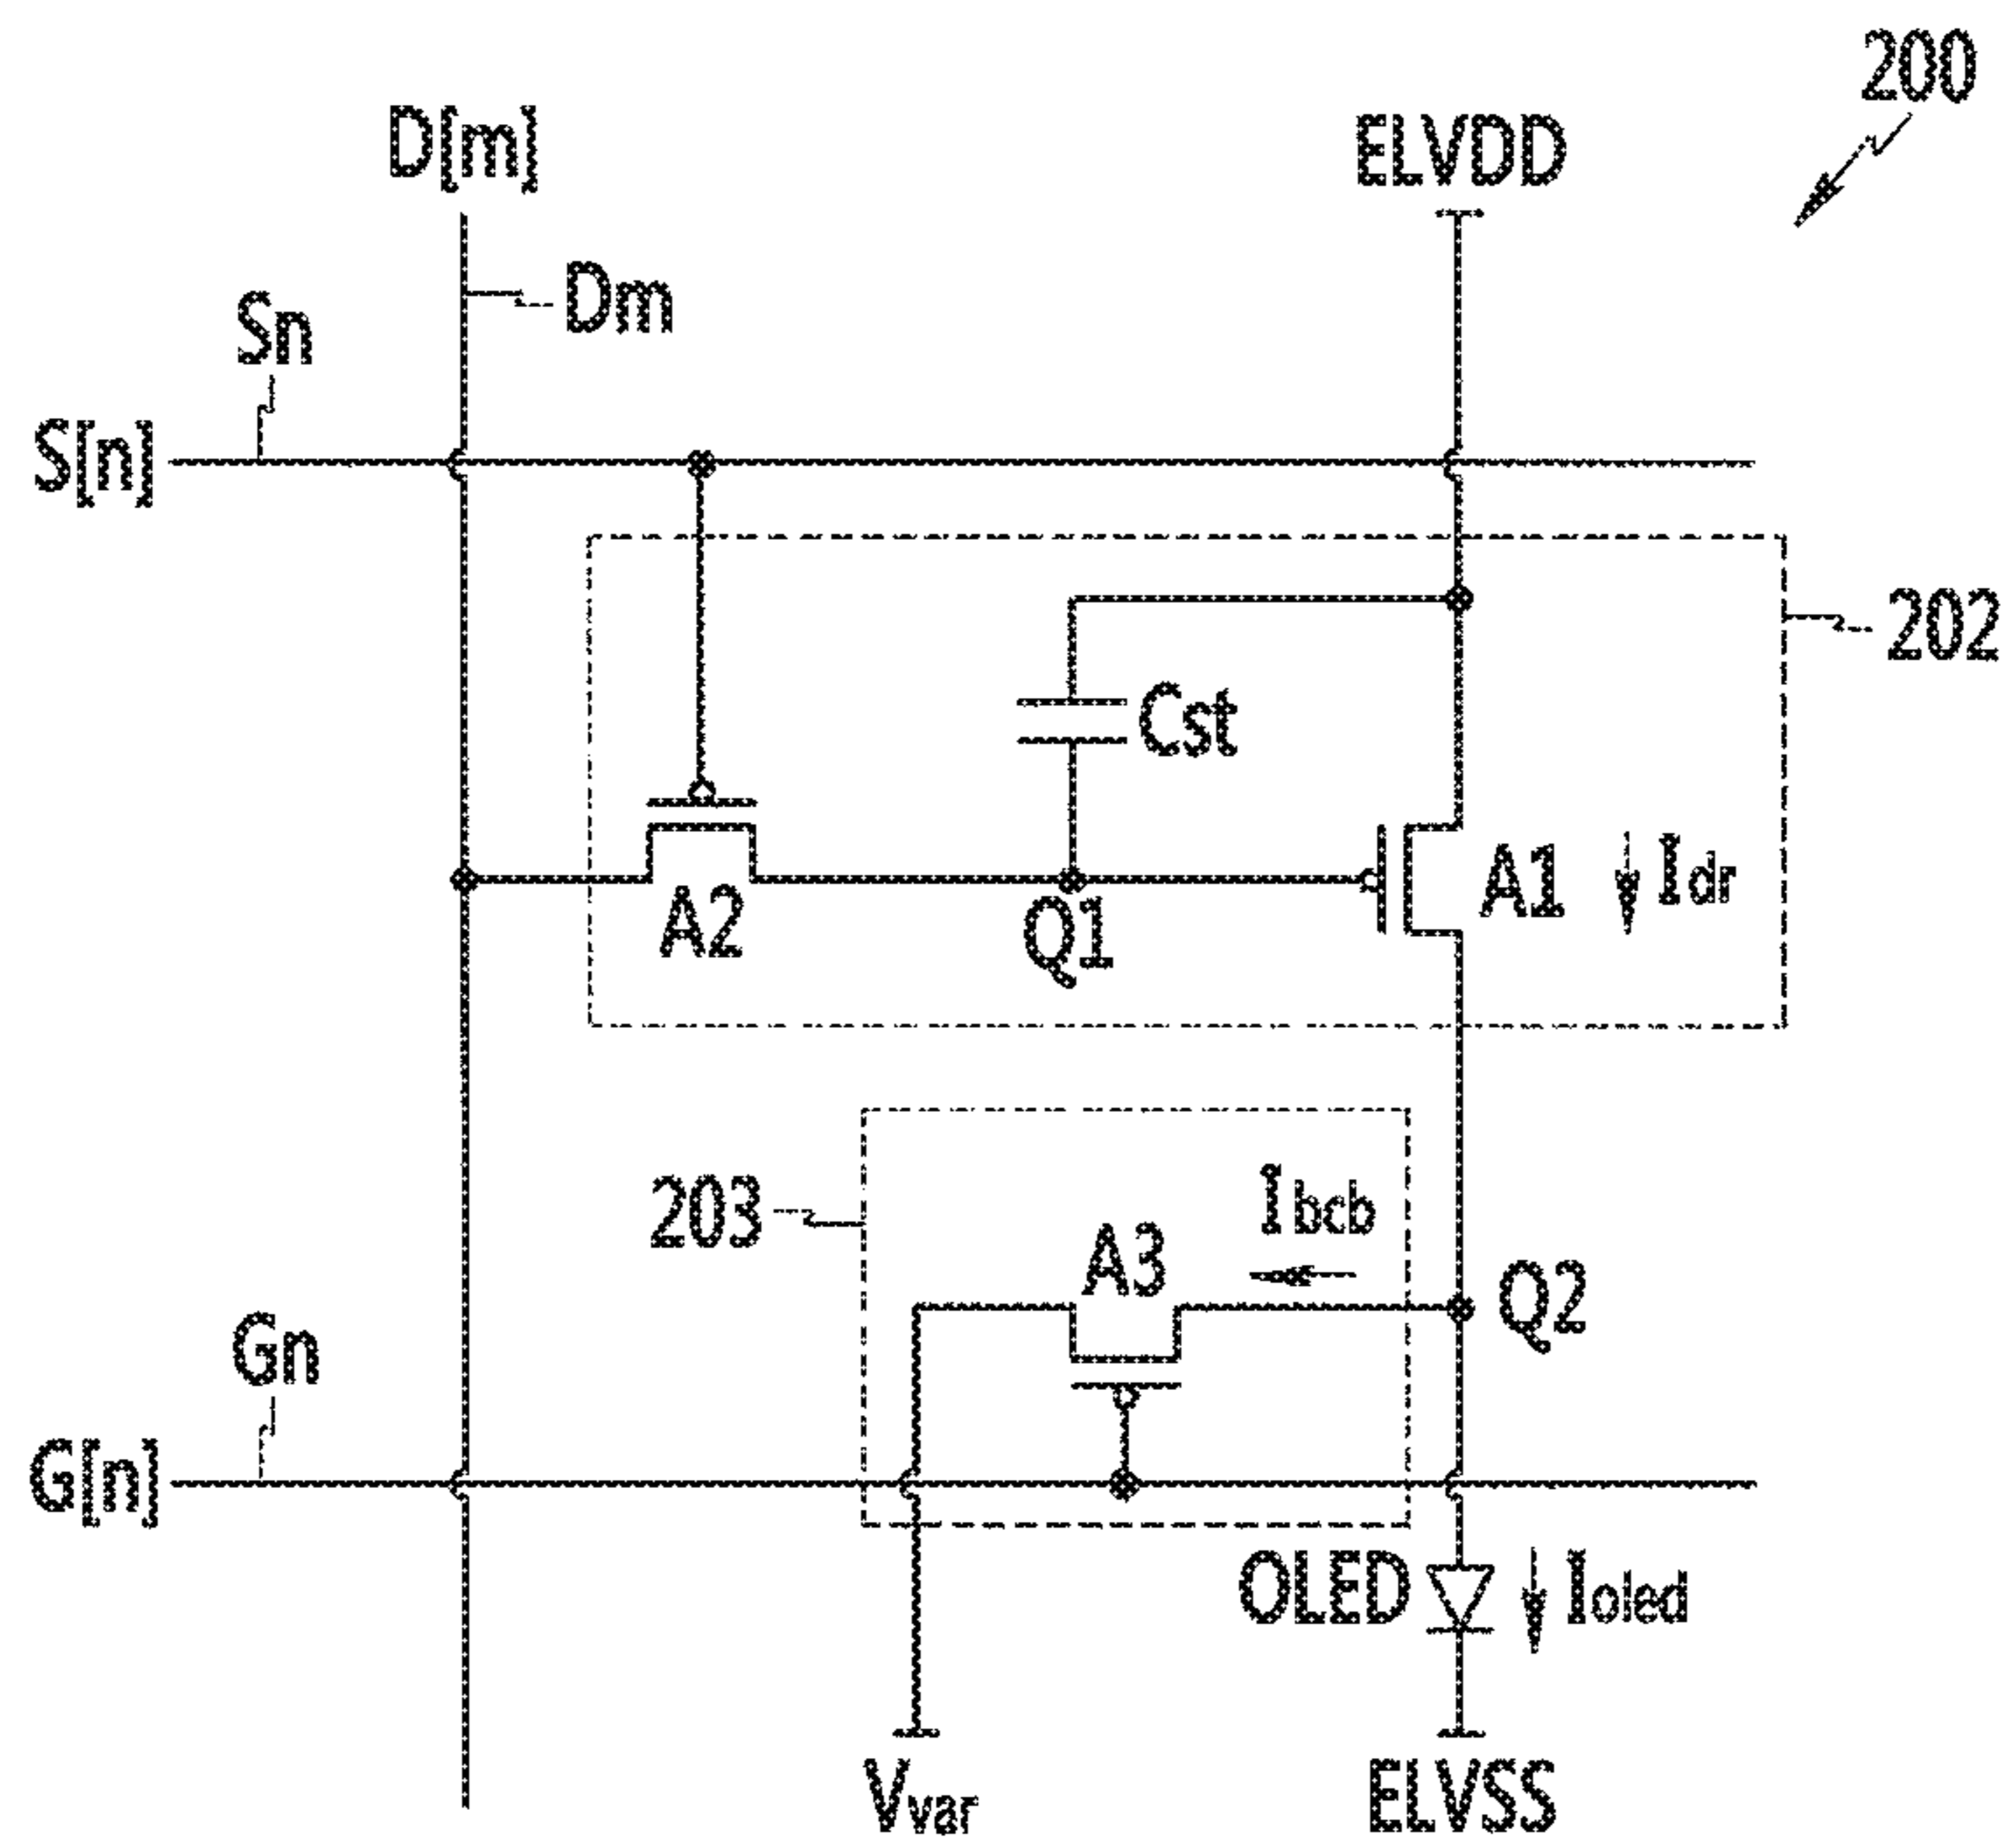 200
D[m]
ELVDD
Dm
Sn
S[n]
202
Cst
A1
Idr
A2
Q1
203
Ibcb
A3
Q2
Gn
G[n]
OLED
Ioled
Vvar
ELVSS